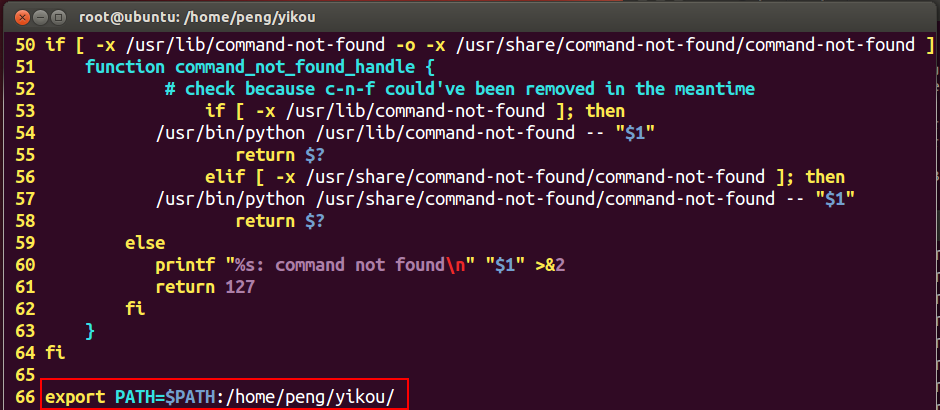 root@ubuntu: /home/peng/yikou
50 if [ -x /usr/lib/command-not-found -o -x /usr/share/command-not-found/command-not-found ]
51 function command_not_found_handle {
52 # check because c-n-f could've been removed in the meantime
53 if [ -x /usr/lib/command-not-found ]; then
54 /usr/bin/python /usr/lib/command-not-found -- "$1"
55 return $?
56 elif [ -x /usr/share/command-not-found/command-not-found ]; then
57 /usr/bin/python /usr/share/command-not-found/command-not-found -- "$1"
58 return $?
59 else
60 printf "%s: command not found\n" "$1" >&2
61 return 127
62 fi
63 }
64 fi
65
66 export PATH=$PATH:/home/peng/yikou/